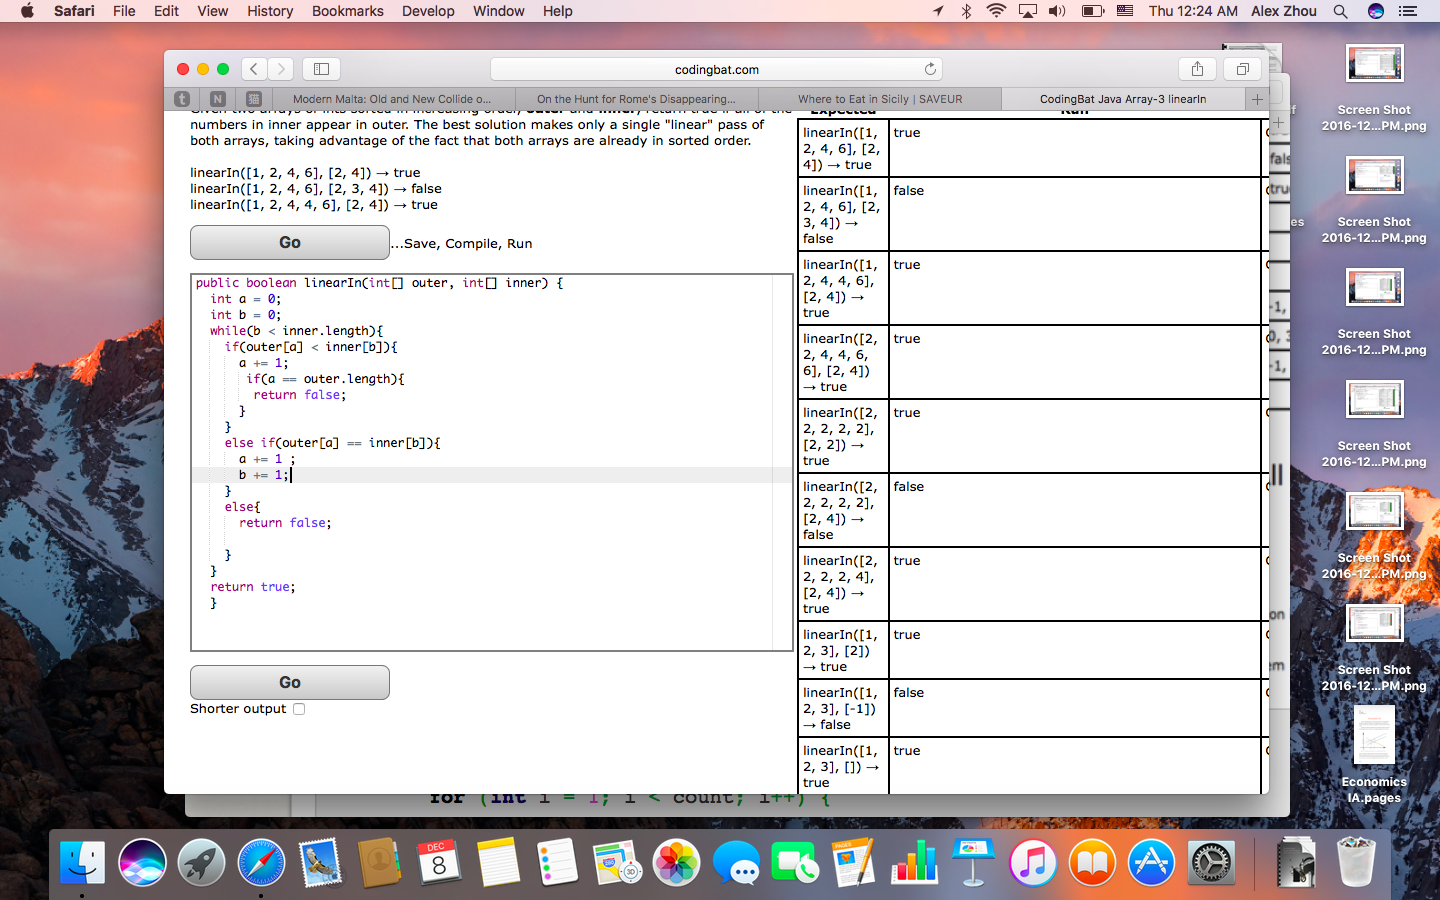 Safari File Edit View History Bookmarks Develop Window Help Thu 12:24 AM Alex Zhou
codingbat.com
t N 猫 Modern Malta: Old and New Collide o... On the Hunt for Rome's Disappearing... Where to Eat in Sicily | SAVEUR CodingBat Java Array-3 linearIn
numbers in inner appear in outer. The best solution makes only a single "linear" pass of
both arrays, taking advantage of the fact that both arrays are already in sorted order.
linearIn([1, 2, 4, 6], [2, 4]) → true
linearIn([1, 2, 4, 6], [2, 3, 4]) → false
linearIn([1, 2, 4, 4, 6], [2, 4]) → true
Go ...Save, Compile, Run
public boolean linearIn(int[] outer, int[] inner) {
int a = 0;
int b = 0;
while(b < inner.length){
if(outer[a] < inner[b]){
a += 1;
if(a == outer.length){
return false;
}
}
else if(outer[a] == inner[b]){
a += 1 ;
b += 1;
}
else{
return false;
}
}
return true;
}
Go
Shorter output
Expected Run
linearIn([1, true
2, 4, 6], [2,
4]) → true
linearIn([1, false
2, 4, 6], [2,
3, 4]) →
false
linearIn([1, true
2, 4, 4, 6],
[2, 4]) →
true
linearIn([2, true
2, 4, 4, 6,
6], [2, 4])
→ true
linearIn([2, true
2, 2, 2, 2],
[2, 2]) →
true
linearIn([2, false
2, 2, 2, 2],
[2, 4]) →
false
linearIn([2, true
2, 2, 2, 4],
[2, 4]) →
true
linearIn([1, true
2, 3], [2])
→ true
linearIn([1, false
2, 3], [-1])
→ false
linearIn([1, true
2, 3], []) →
true
for (int i = 1; i < count; i++) {
Screen Shot
2016-12...PM.png
Screen Shot
2016-12...PM.png
Screen Shot
2016-12...PM.png
Screen Shot
2016-12...PM.png
Screen Shot
2016-12...PM.png
Screen Shot
2016-12...PM.png
Economics
IA.pages
DEC
8
PAGES
3D